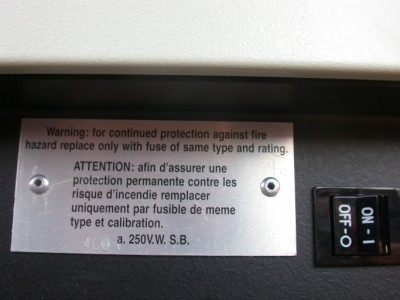 Warning: for continued protection against fire
hazard replace only with fuse of same type and rating.
ATTENTION: afin d'assurer une
protection permanente contre les
risque d'incendie remplacer
uniquement par fusible de meme
type et calibration.
a. 250V.W. S.B.
ON - I
OFF - O